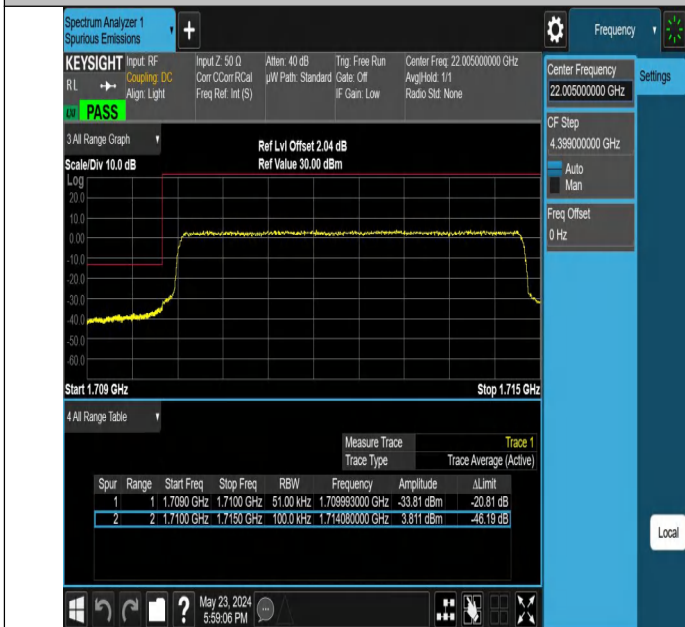 Spectrum Analyzer 1
Spurious Emissions
+
Frequency
KEYSIGHT
RL
Input: RF
Coupling: DC
Align: Light
Input Z: 50 Ω
Corr CCorr RCal
Freq Ref: Int (S)
Atten: 40 dB
µW Path: Standard
Trig: Free Run
Gate: Off
IF Gain: Low
Center Freq: 22.005000000 GHz
Avg|Hold: 1/1
Radio Std: None
PASS
Center Frequency
22.005000000 GHz
Settings
CF Step
4.399000000 GHz
Auto
Man
Freq Offset
0 Hz
Local
3 All Range Graph
Scale/Div 10.0 dB
Ref Lvl Offset 2.04 dB
Ref Value 30.00 dBm
Log
20.0
10.0
0.00
-10.0
-20.0
-30.0
-40.0
-50.0
-60.0
Start 1.709 GHz
Stop 1.715 GHz
4 All Range Table
Measure Trace Trace 1
Trace Type Trace Average (Active)
Spur Range Start Freq Stop Freq RBW Frequency Amplitude ΔLimit
1 1 1.7090 GHz 1.7100 GHz 51.00 kHz 1.709993000 GHz -33.81 dBm -20.81 dB
2 2 1.7100 GHz 1.7150 GHz 100.0 kHz 1.714080000 GHz 3.811 dBm -46.19 dB
?
May 23, 2024
5:59:06 PM